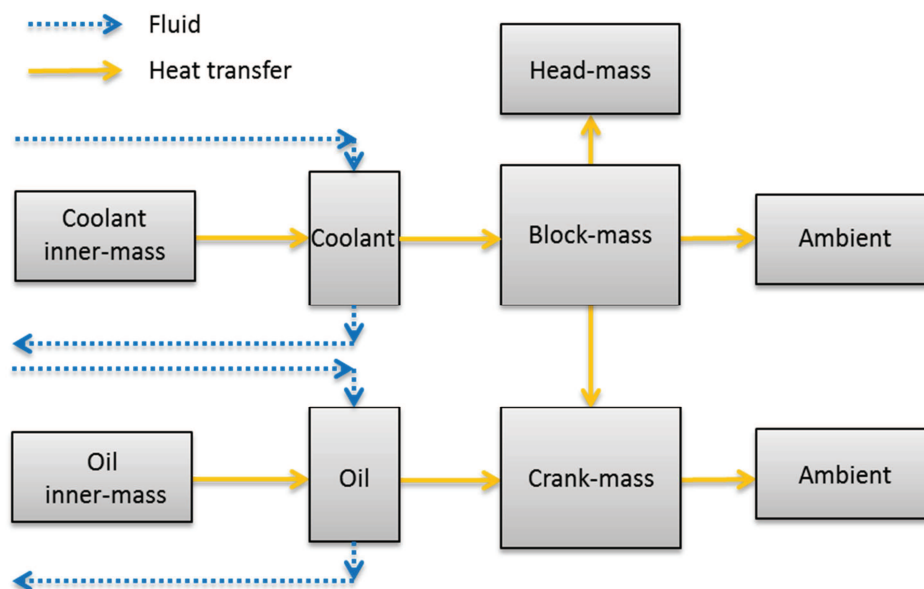 Fluid
Heat transfer
Head-mass
Coolant
inner-mass
Coolant
Block-mass
Ambient
Oil
inner-mass
Oil
Crank-mass
Ambient